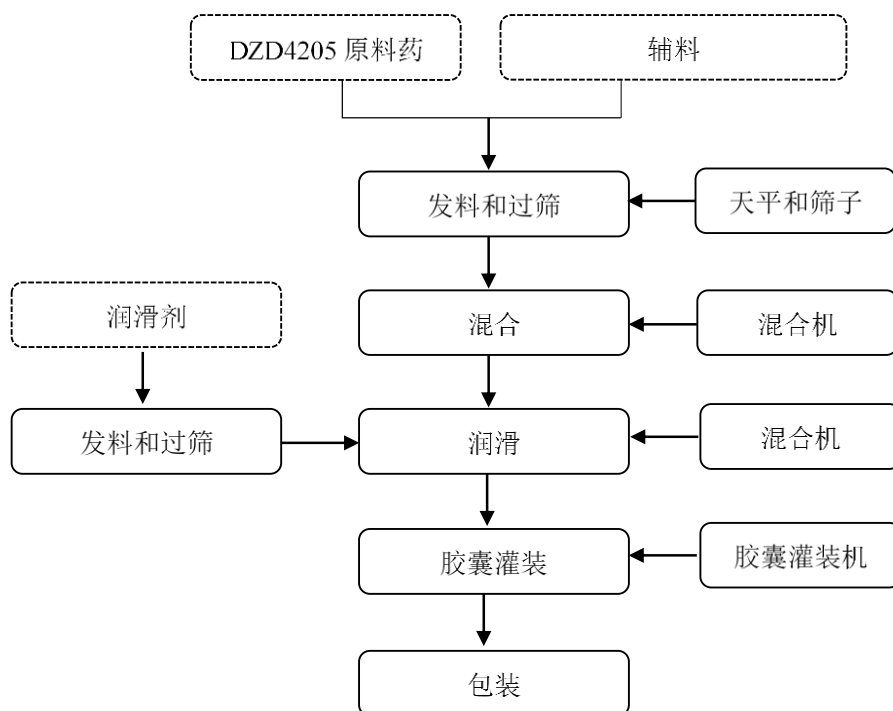 DZD4205 原料药
辅料
发料和过筛
天平和筛子
润滑剂
混合
混合机
发料和过筛
润滑
混合机
胶囊灌装
胶囊灌装机
包装